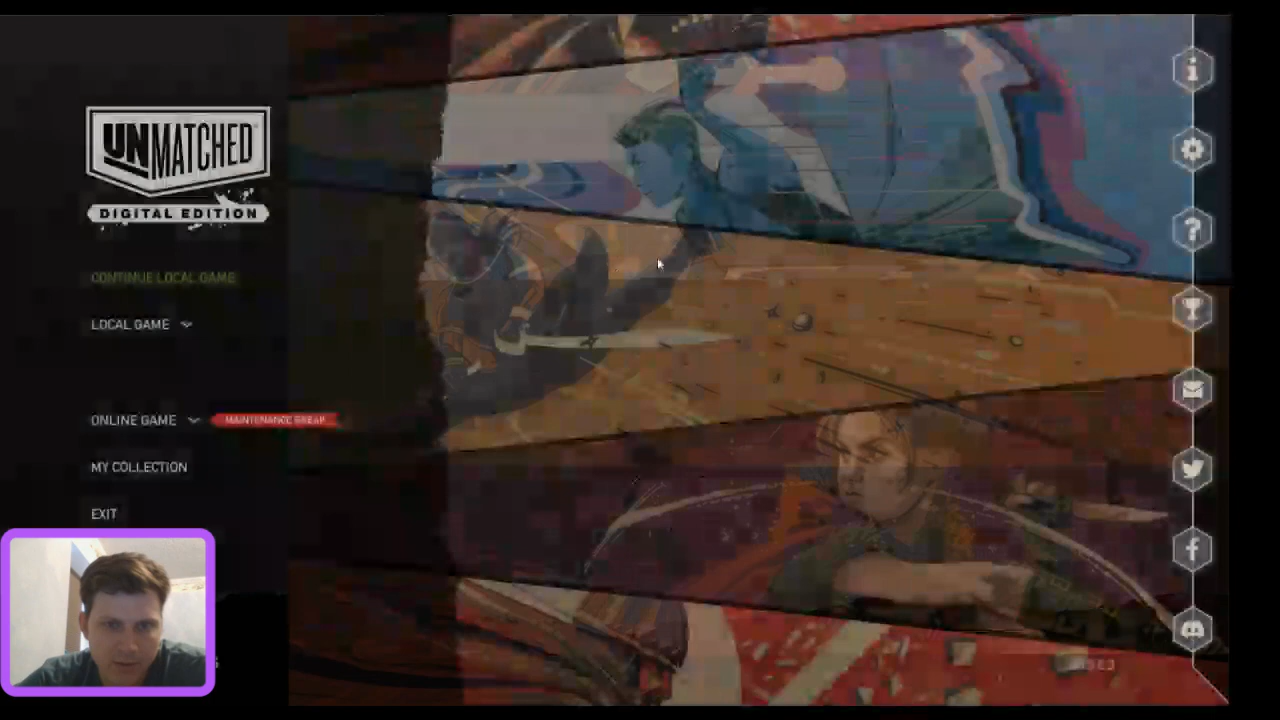 UNMATCHED
DIGITAL EDITION
CONTINUE LOCAL GAME
LOCAL GAME
ONLINE GAME
MAINTENANCE BREAK
MY COLLECTION
EXIT